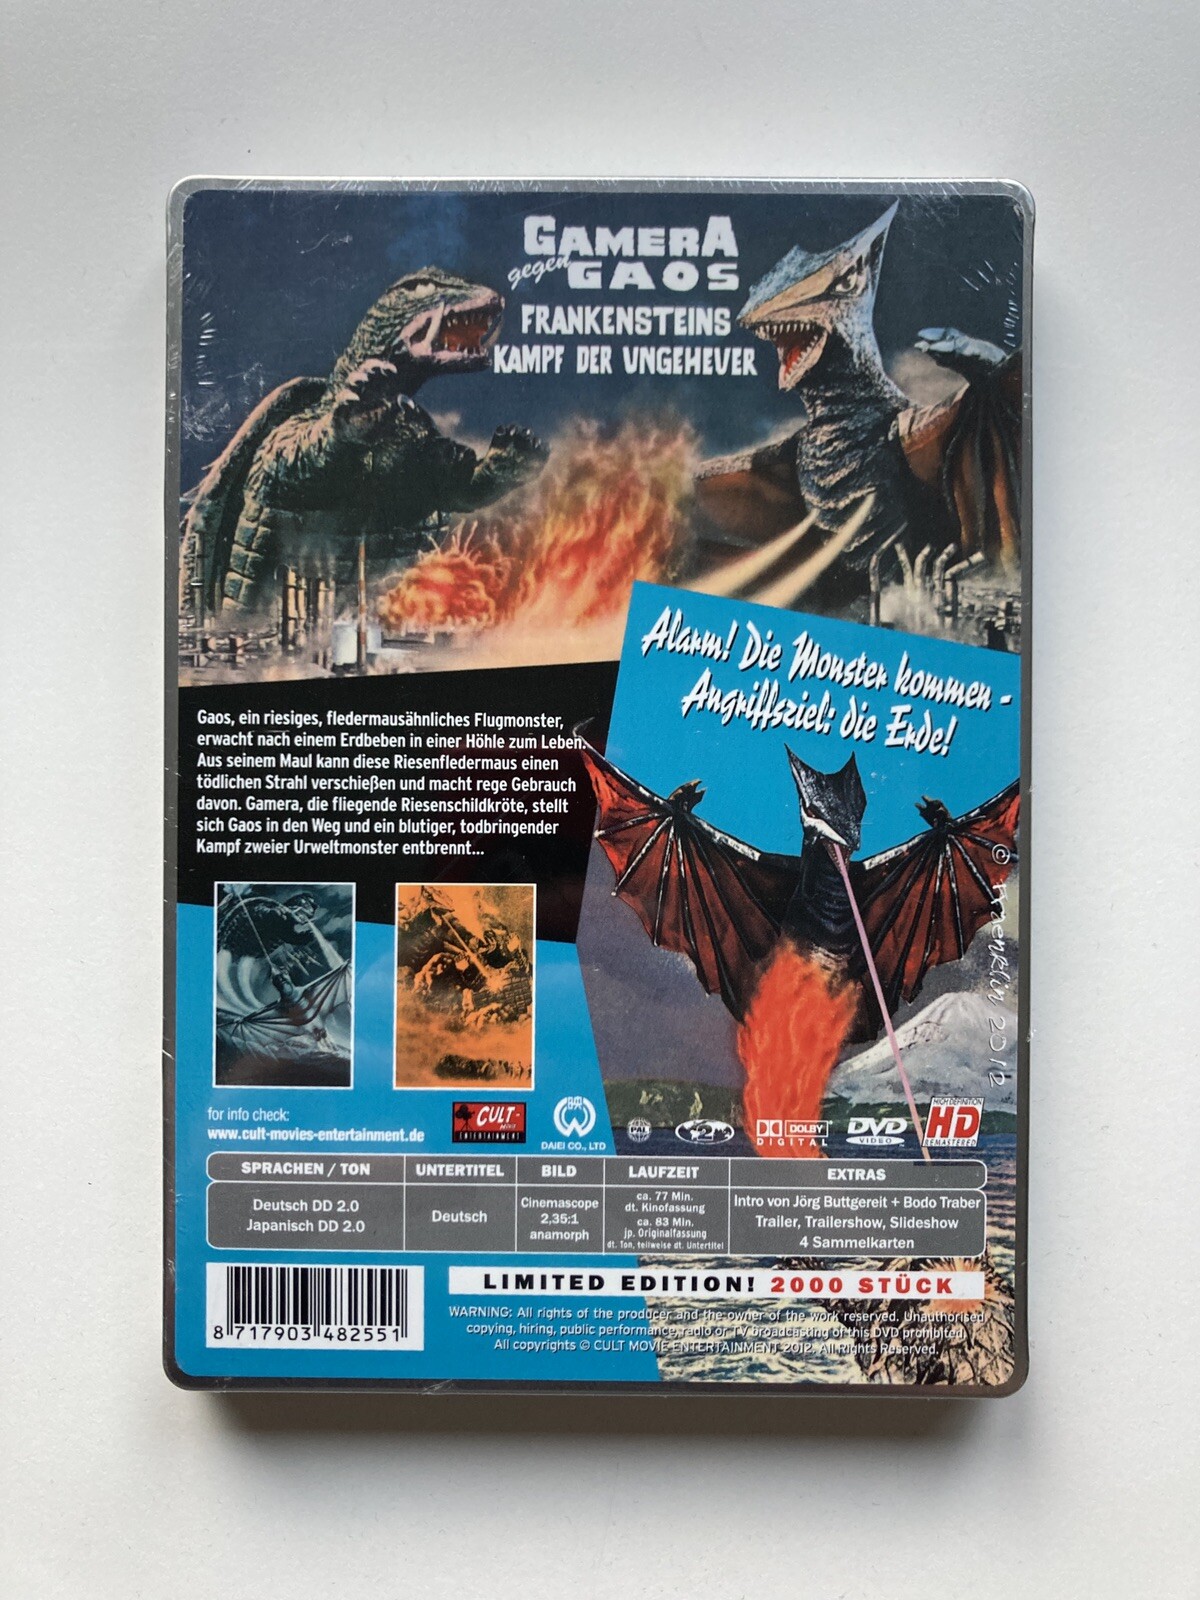 GAMERA
gegen GAOS
FRANKENSTEINS
KAMPF DER UNGEHEUER
Alarm! Die Monster kommen -
Angriffsziel: die Erde!
Gaos, ein riesiges, fledermausähnliches Flugmonster,
erwacht nach einem Erdbeben in einer Höhle zum Leben.
Aus seinem Maul kann diese Riesenfledermaus einen
tödlichen Strahl verschießen und macht rege Gebrauch
davon. Gamera, die fliegende Riesenschildkröte, stellt
sich Gaos in den Weg und ein blutiger, todbringender
Kampf zweier Urweltmonster entbrennt...
© 2012
for info check:
www.cult-movies-entertainment.de
CULT-
MOVIE
ENTERTAINMENT
DAIEI CO., LTD
PAL
2
DOLBY
DIGITAL
DVD
VIDEO
HIGH DEFINITION
HD
REMASTERED
SPRACHEN / TON
Deutsch DD 2.0
Japanisch DD 2.0
UNTERTITEL
Deutsch
BILD
Cinemascope
2,35:1
anamorph
LAUFZEIT
ca. 77 Min.
dt. Kinofassung
ca. 83 Min.
jp. Originalfassung
dt. Ton, teilweise dt. Untertitel
EXTRAS
Intro von Jörg Buttgereit + Bodo Traber
Trailer, Trailershow, Slideshow
4 Sammelkarten
8 717903 482551
LIMITED EDITION! 2000 STÜCK
WARNING: All rights of the producer and the owner of the work reserved. Unauthorised
copying, hiring, public performance, radio or TV broadcasting of this DVD prohibited.
All copyrights © CULT MOVIE ENTERTAINMENT 2012. All Rights Reserved.